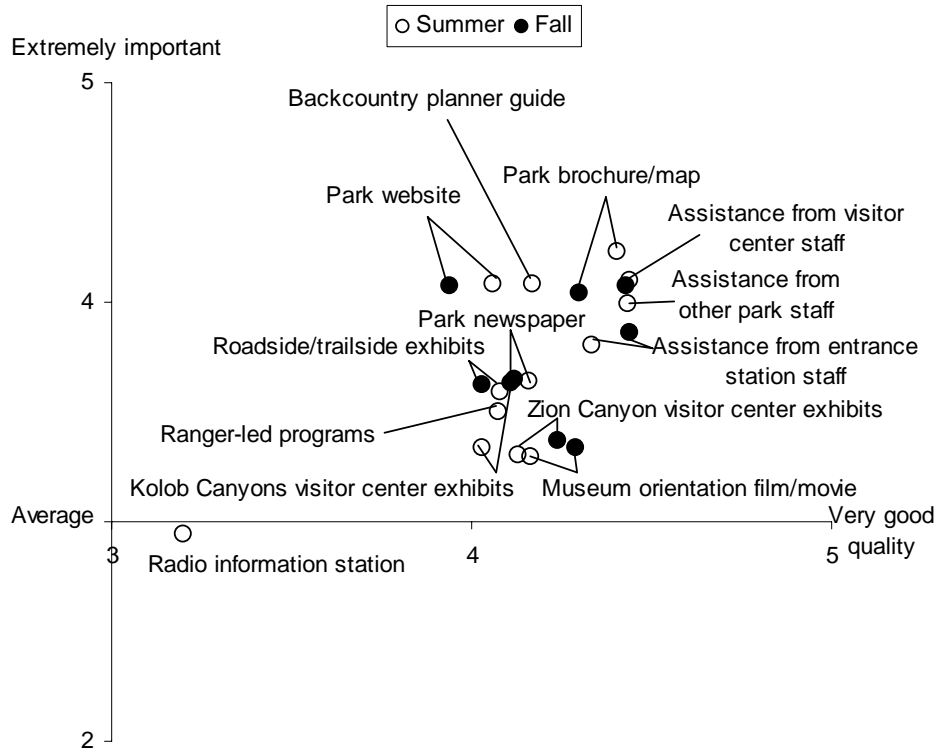 Summer Fall
Extremely important
5
Backcountry planner guide
Park brochure/map
Park website
Assistance from visitor
center staff
Assistance from
other park staff
4
Park newspaper
Roadside/trailside exhibits
Assistance from entrance
station staff
Zion Canyon visitor center exhibits
Ranger-led programs
Kolob Canyons visitor center exhibits
Museum orientation film/movie
Average
Very good
quality
3
4
5
Radio information station
2